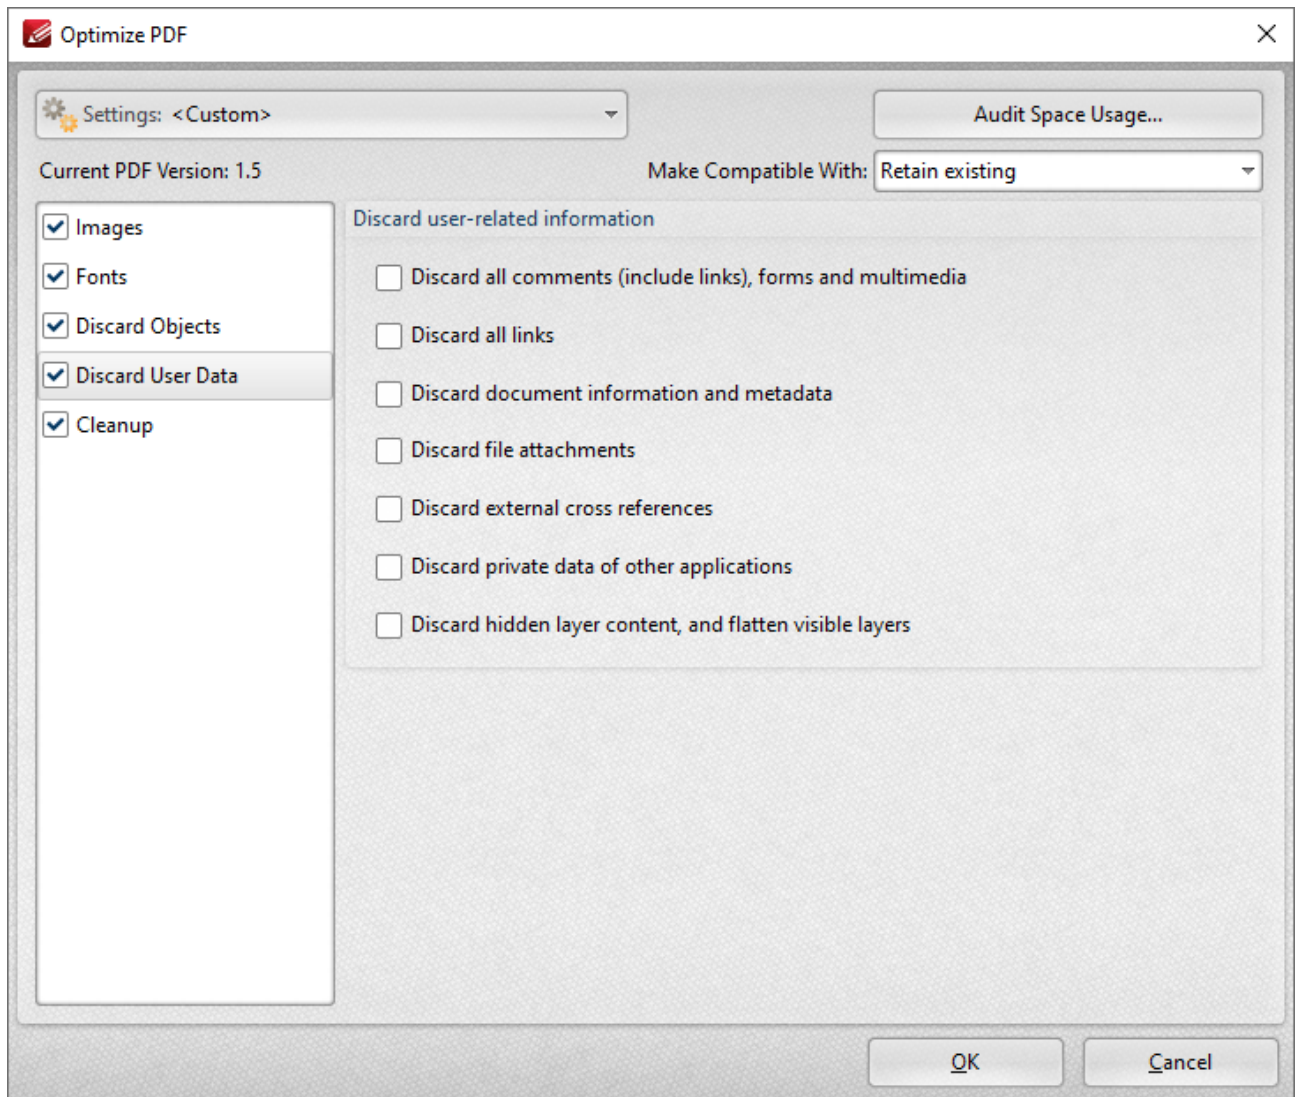 Optimize PDF
Settings: <Custom>
Audit Space Usage...
Current PDF Version: 1.5
Make Compatible With: Retain existing
Images
Fonts
Discard Objects
Discard User Data
Cleanup
Discard user-related information
Discard all comments (include links), forms and multimedia
Discard all links
Discard document information and metadata
Discard file attachments
Discard external cross references
Discard private data of other applications
Discard hidden layer content, and flatten visible layers
OK
Cancel